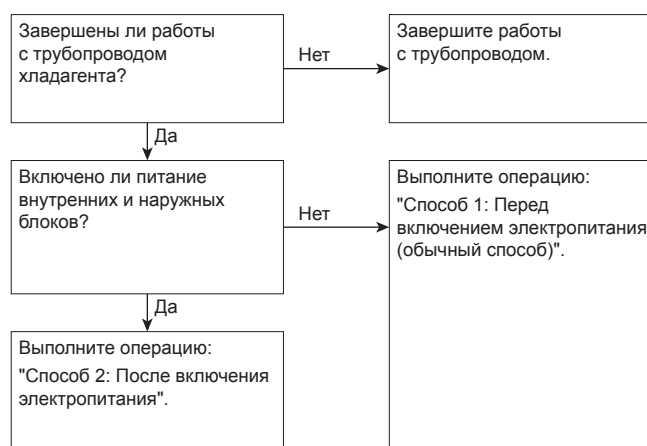 Завершены ли работы
с трубопроводом
хладагента?
Нет
Завершите работы
с трубопроводом.
Да
Включено ли питание
внутренних и наружных
блоков?
Нет
Выполните операцию:
"Способ 1: Перед
включением электропитания
(обычный способ)".
Да
Выполните операцию:
"Способ 2: После включения
электропитания".